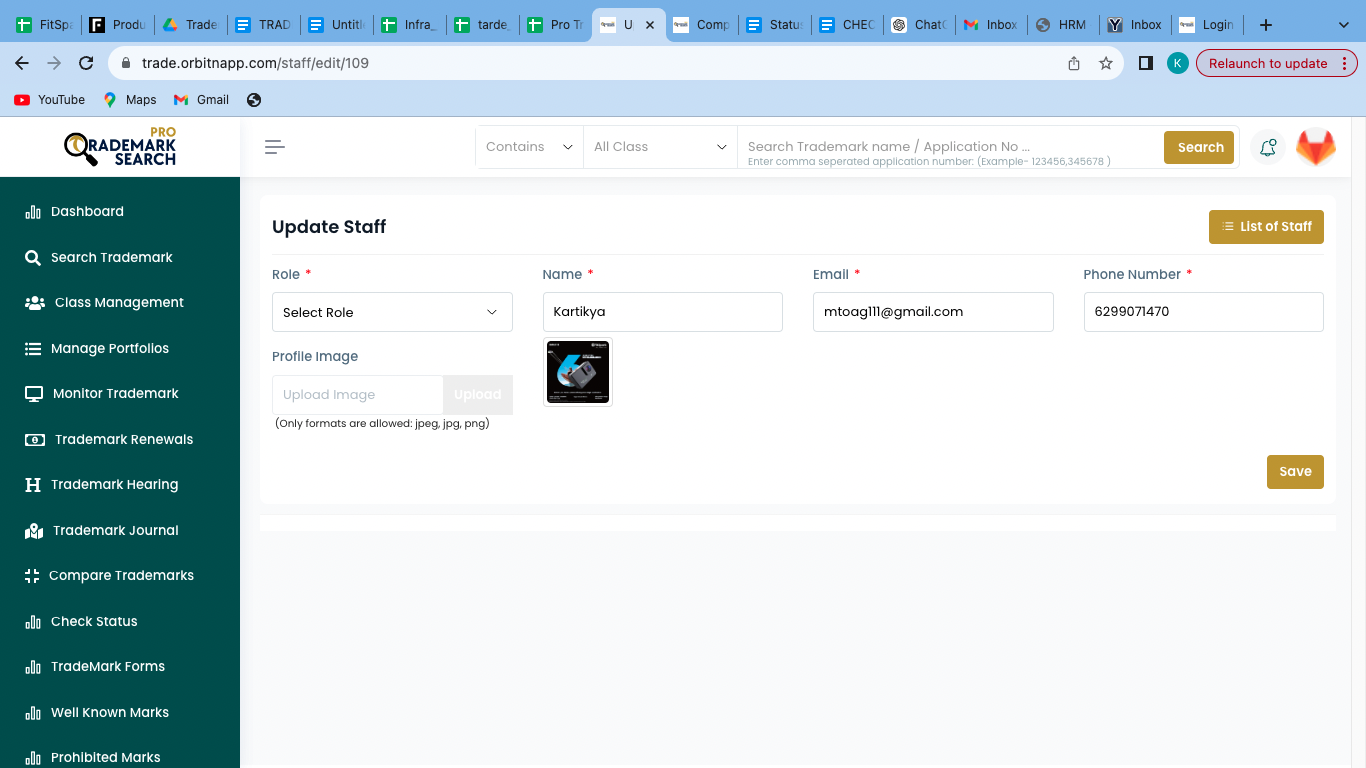 FitSpa
Produ
Trade
TRAD
Untitl
Infra_
tarde_
Pro Tr
U
Comp
Status
CHEC
ChatG
Inbox
HRM
Inbox
Login
trade.orbitnapp.com/staff/edit/109
K
Relaunch to update
YouTube
Maps
Gmail
PRO
TRADEMARK
SEARCH
Contains
All Class
Search Trademark name / Application No ...
Enter comma seperated application number: (Example- 123456,345678 )
Search
Dashboard
Search Trademark
Class Management
Manage Portfolios
Monitor Trademark
Trademark Renewals
Trademark Hearing
Trademark Journal
Compare Trademarks
Check Status
TradeMark Forms
Well Known Marks
Prohibited Marks
Update Staff
List of Staff
Role *
Name *
Email *
Phone Number *
Select Role
Kartikya
mtoag111@gmail.com
6299071470
Profile Image
Upload Image
Upload
(Only formats are allowed: jpeg, jpg, png)
Save